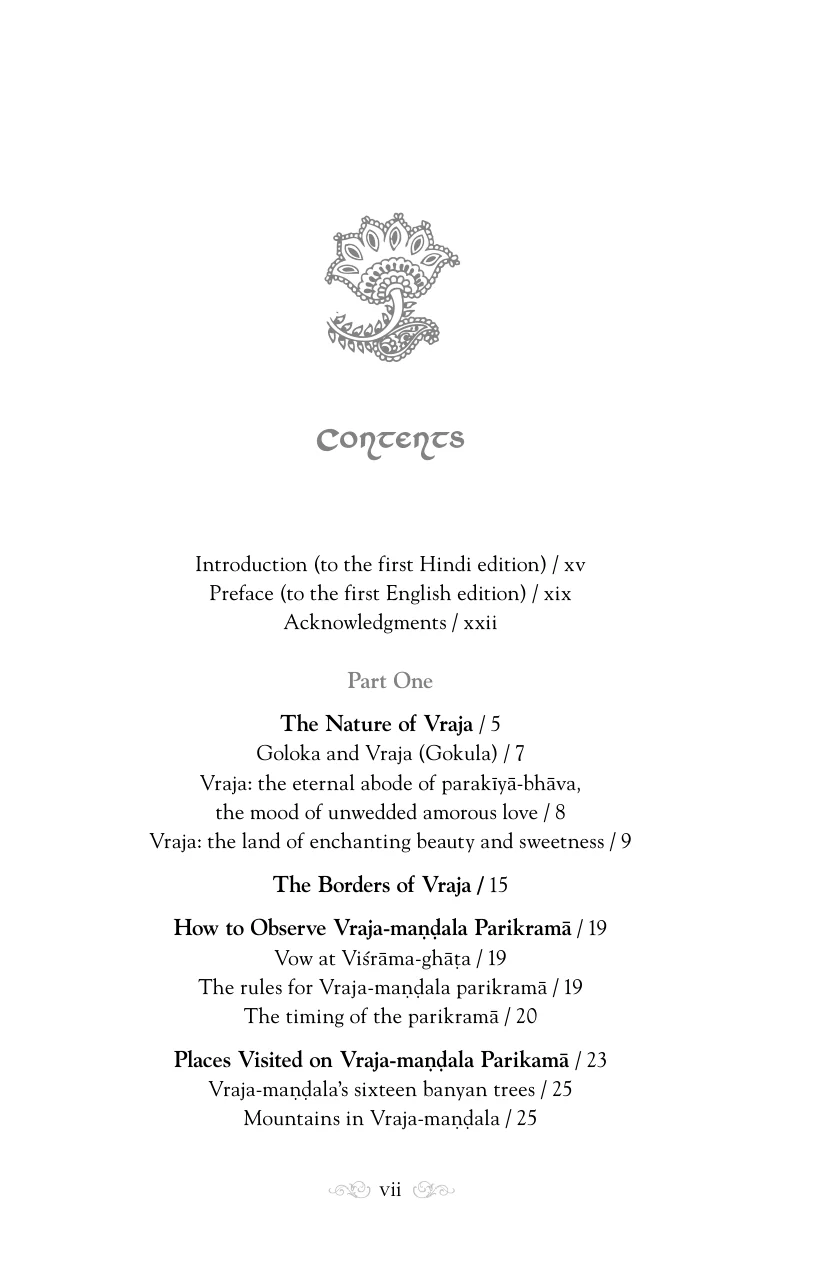 Contents
Introduction (to the first Hindi edition) / xv
Preface (to the first English edition) / xix
Acknowledgments / xxii
Part One
The Nature of Vraja / 5
Goloka and Vraja (Gokula) / 7
Vraja: the eternal abode of parakīyā-bhāva,
the mood of unwedded amorous love / 8
Vraja: the land of enchanting beauty and sweetness / 9
The Borders of Vraja / 15
How to Observe Vraja-maṇḍala Parikramā / 19
Vow at Viśrāma-ghāṭa / 19
The rules for Vraja-maṇḍala parikramā / 19
The timing of the parikramā / 20
Places Visited on Vraja-maṇḍala Parikamā / 23
Vraja-maṇḍala’s sixteen banyan trees / 25
Mountains in Vraja-maṇḍala / 25
vii